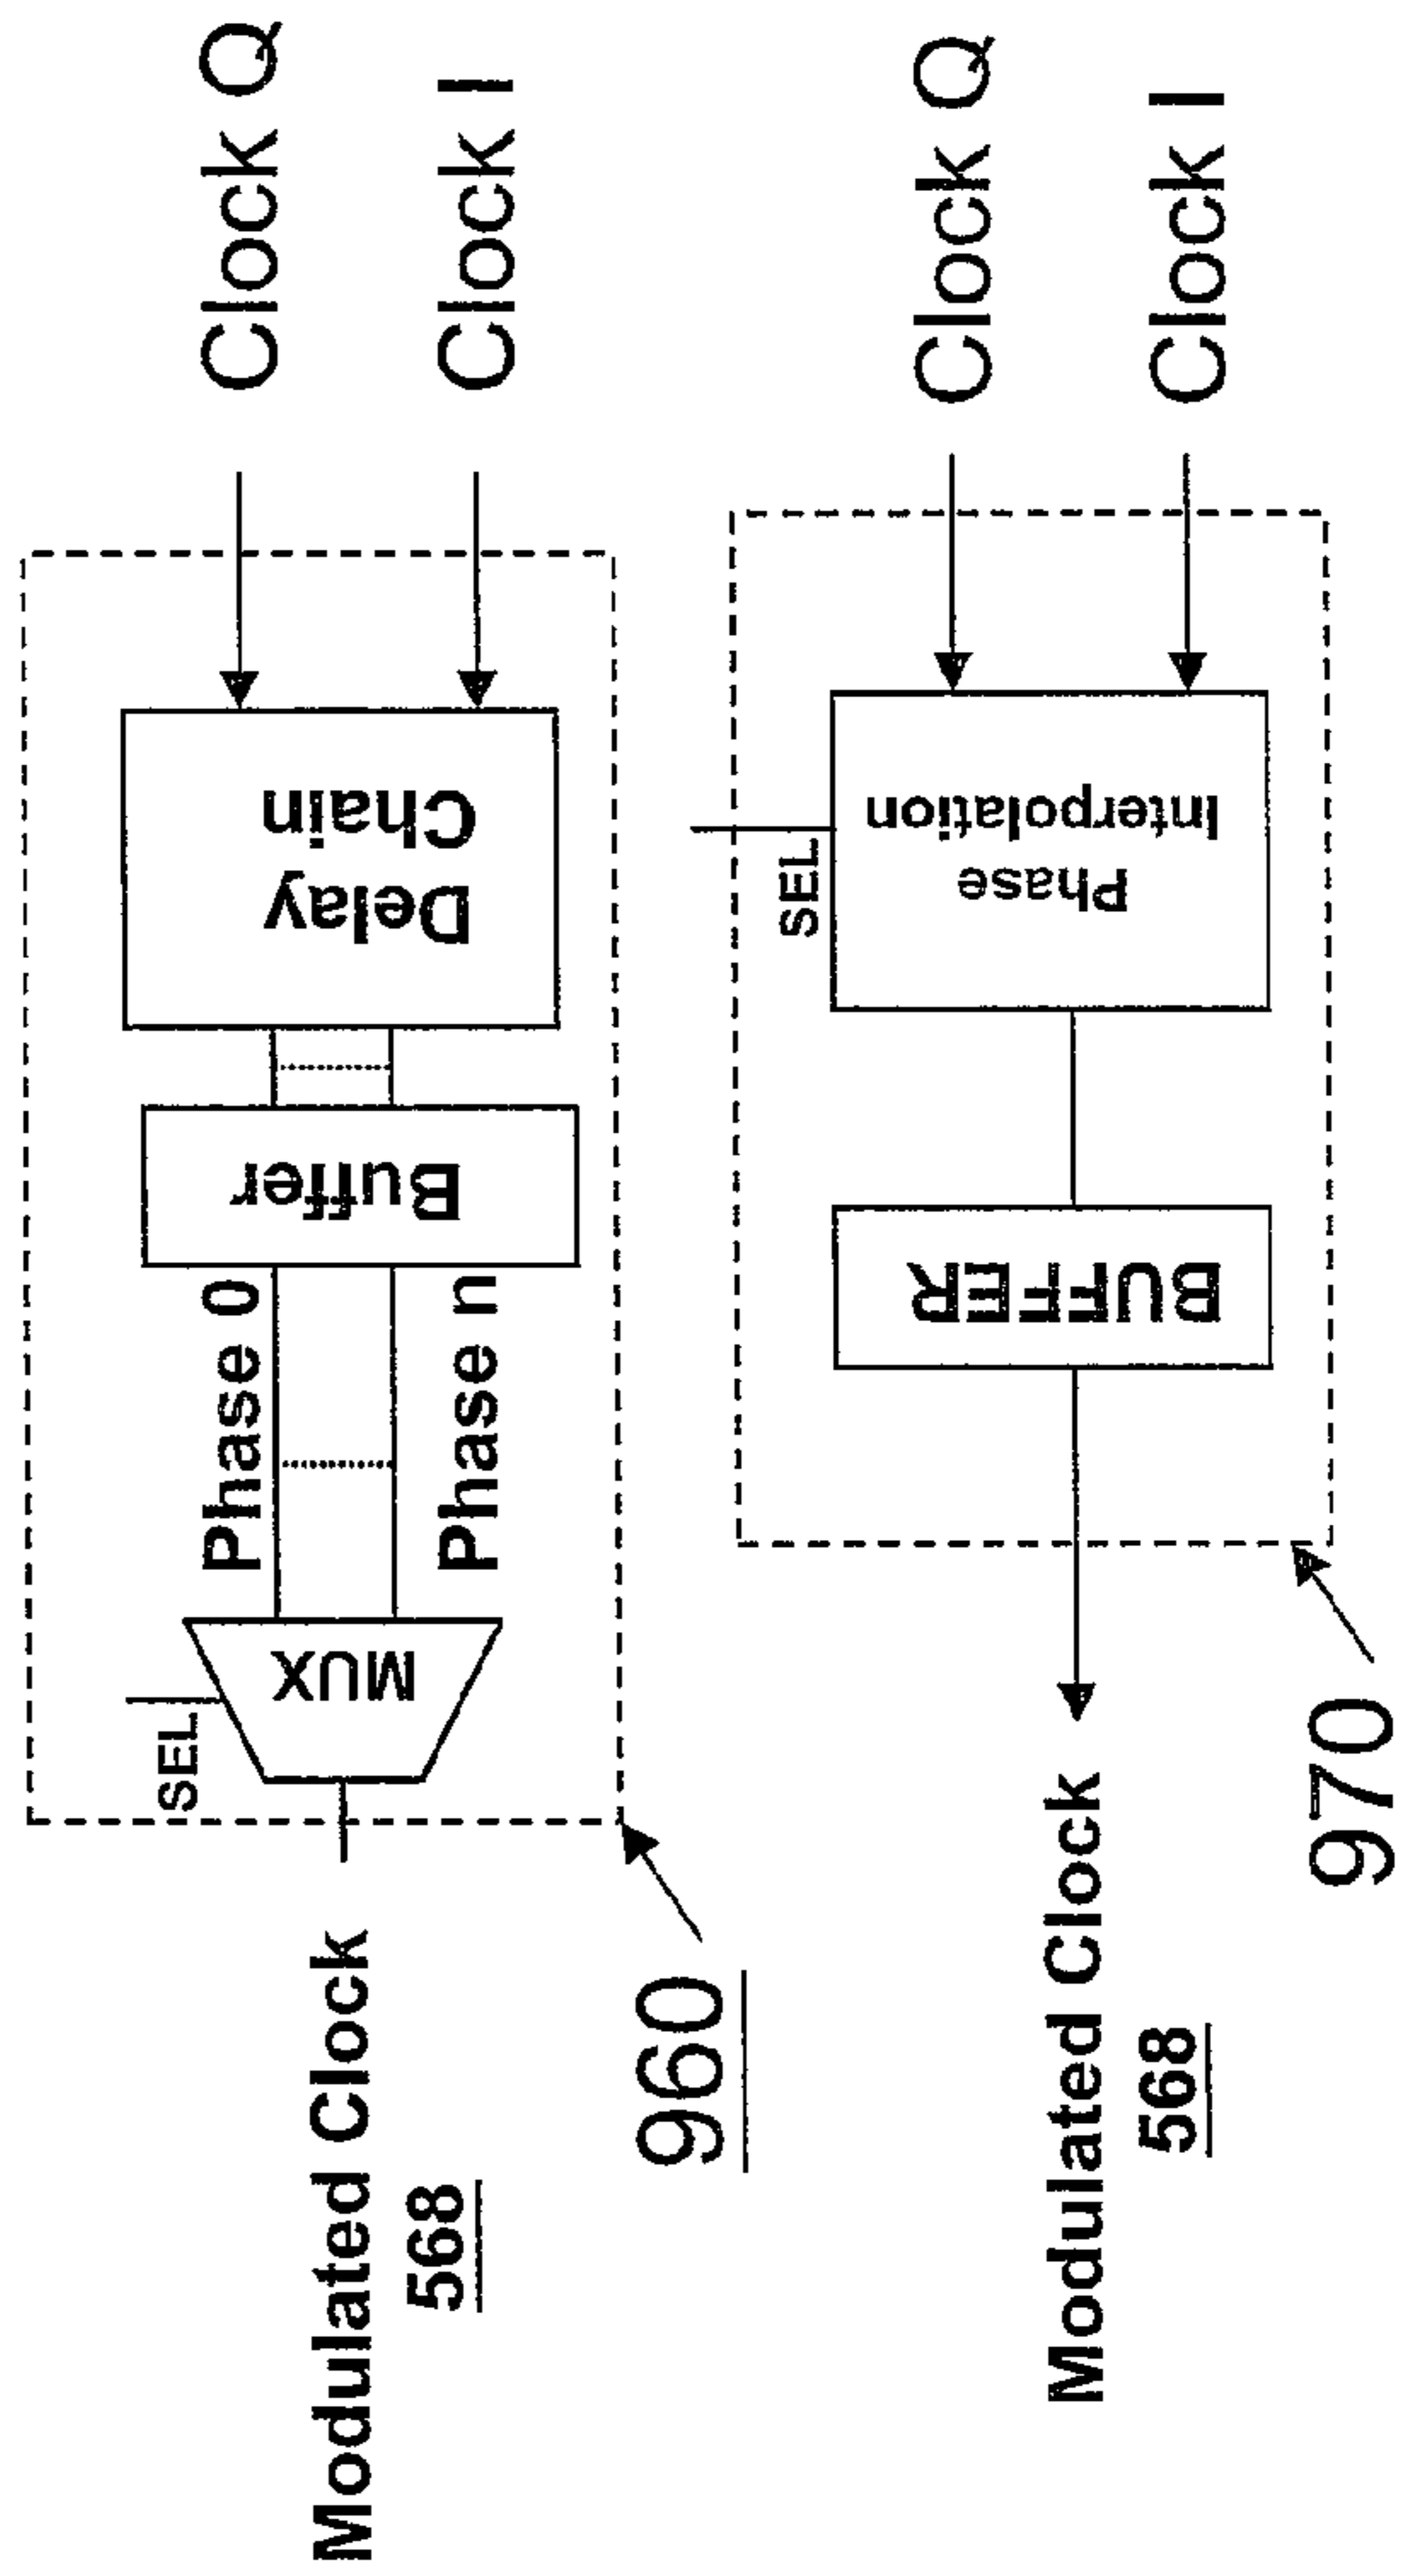 Clock Q
Clock I
Delay
Chain
Buffer
Phase 0
Phase n
MUX
SEL
Modulated Clock
568
960
Clock Q
Clock I
SEL
Phase
Interpolation
BUFFER
Modulated Clock
568
970